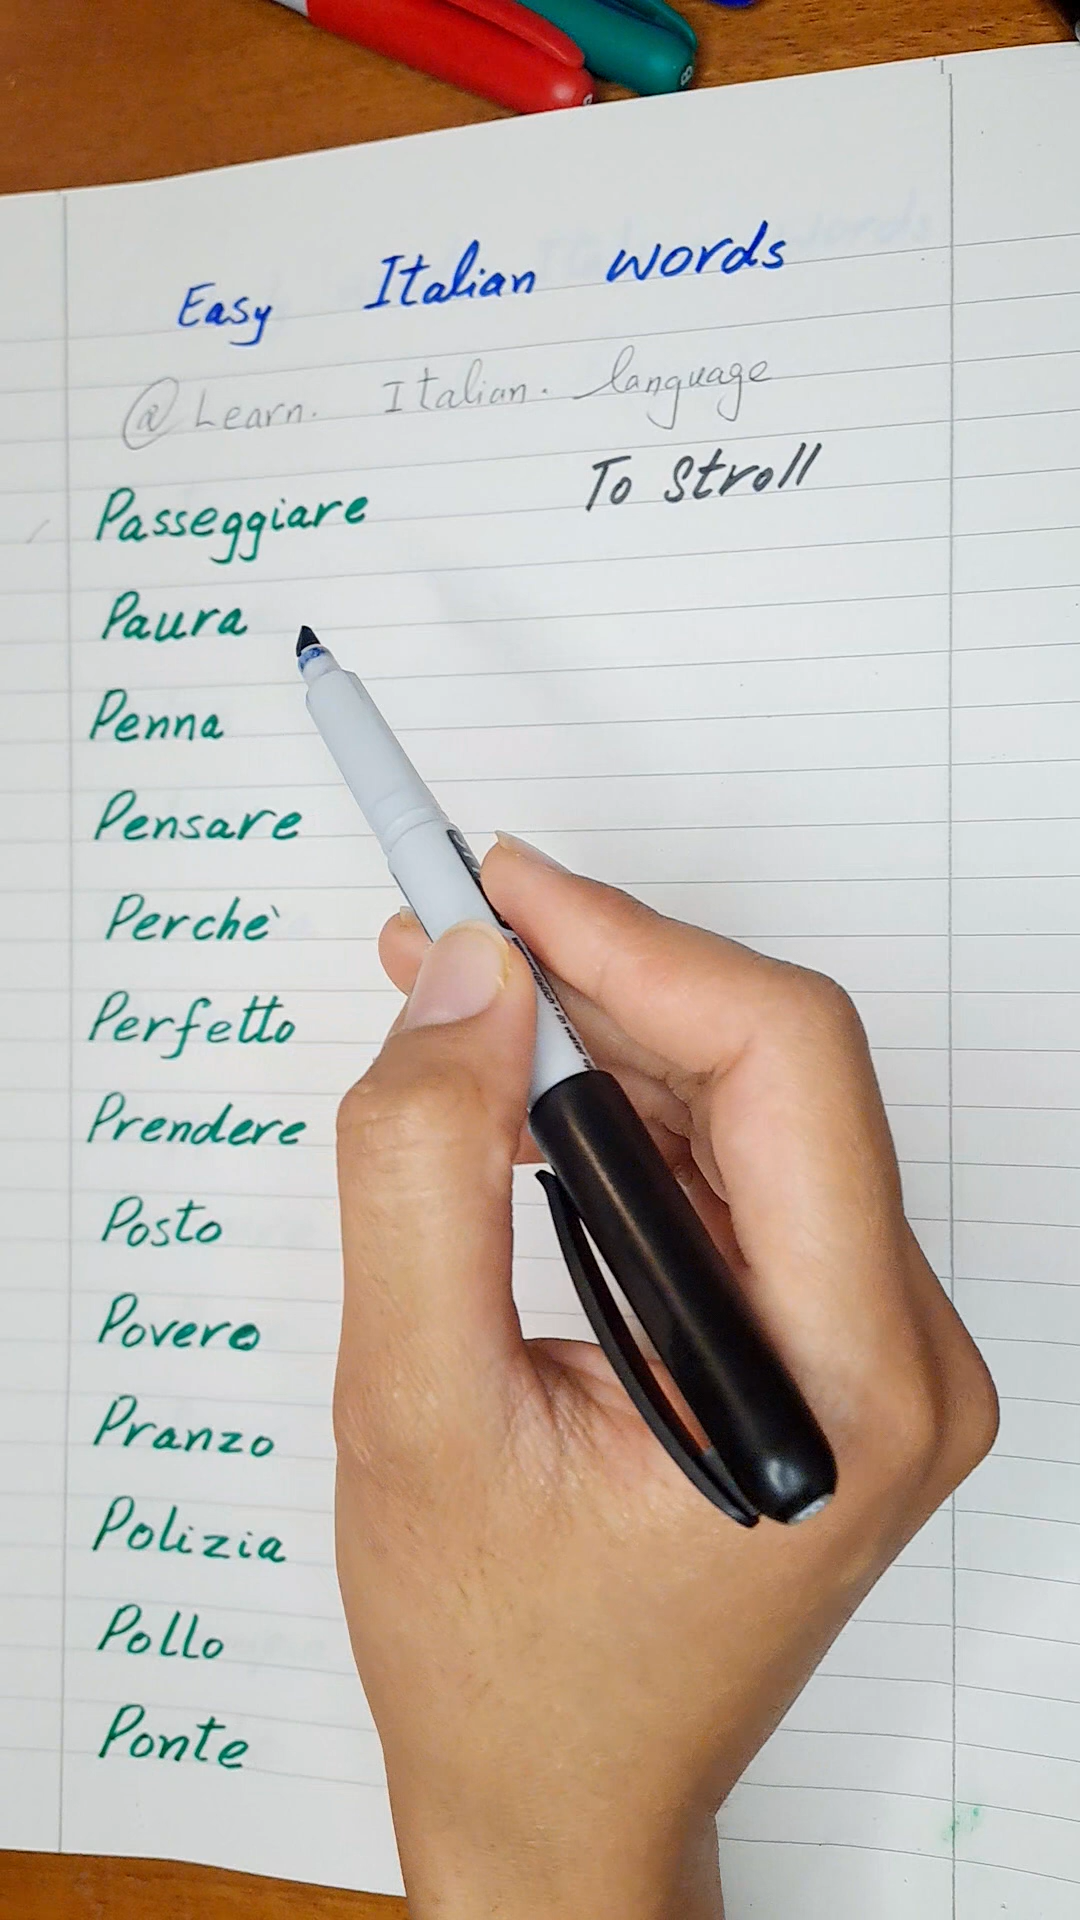 Easy Italian words
@Learn. Italian. language
Passeggiare To Stroll
Paura
Penna
Pensare
Perchè
Perfetto
Prendere
Posto
Povero
Pranzo
Polizia
Pollo
Ponte